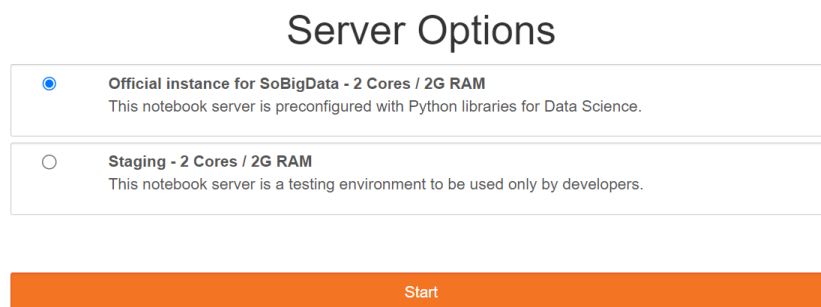 Server Options
Official instance for SoBigData - 2 Cores / 2G RAM
This notebook server is preconfigured with Python libraries for Data Science.
Staging - 2 Cores / 2G RAM
This notebook server is a testing environment to be used only by developers.
Start